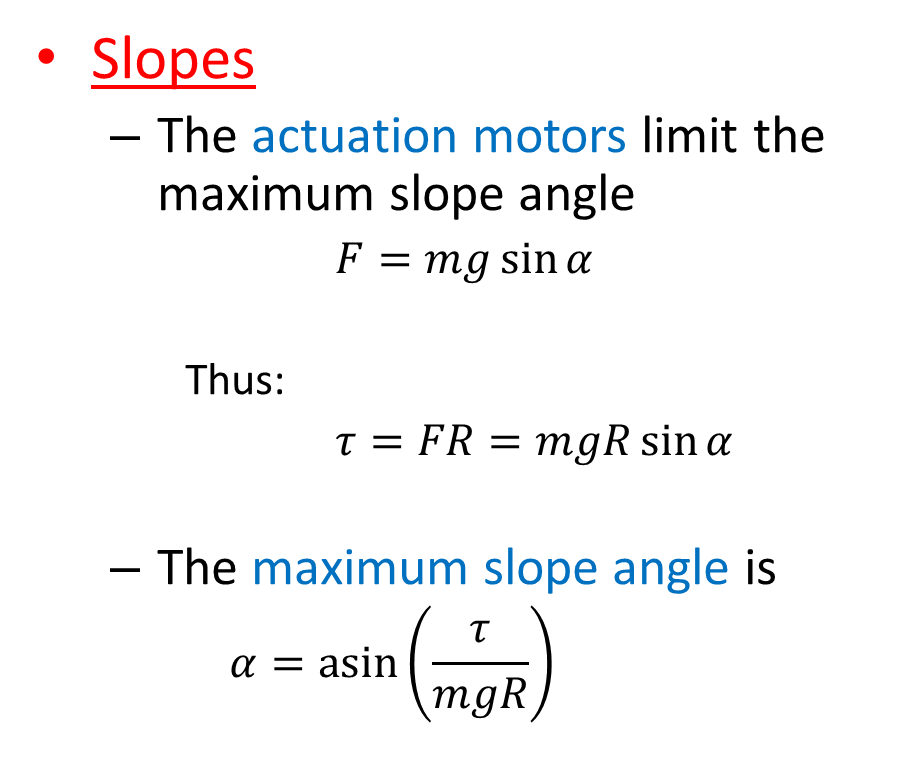 • Slopes
– The actuation motors limit the
maximum slope angle
F = mg sin α
Thus:
τ = FR = mgR sin α
– The maximum slope angle is
α = asin(τ/mgR)